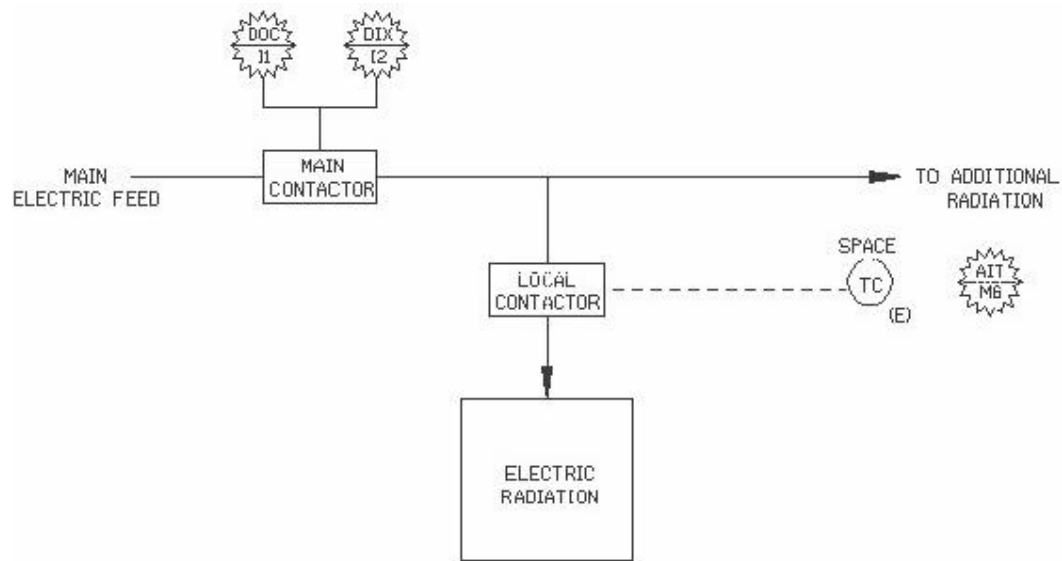 DOC
I1
DIX
I2
MAIN
ELECTRIC FEED
MAIN
CONTACTOR
TO ADDITIONAL
RADIATION
SPACE
TC
(E)
AIT
M6
LOCAL
CONTACTOR
ELECTRIC
RADIATION